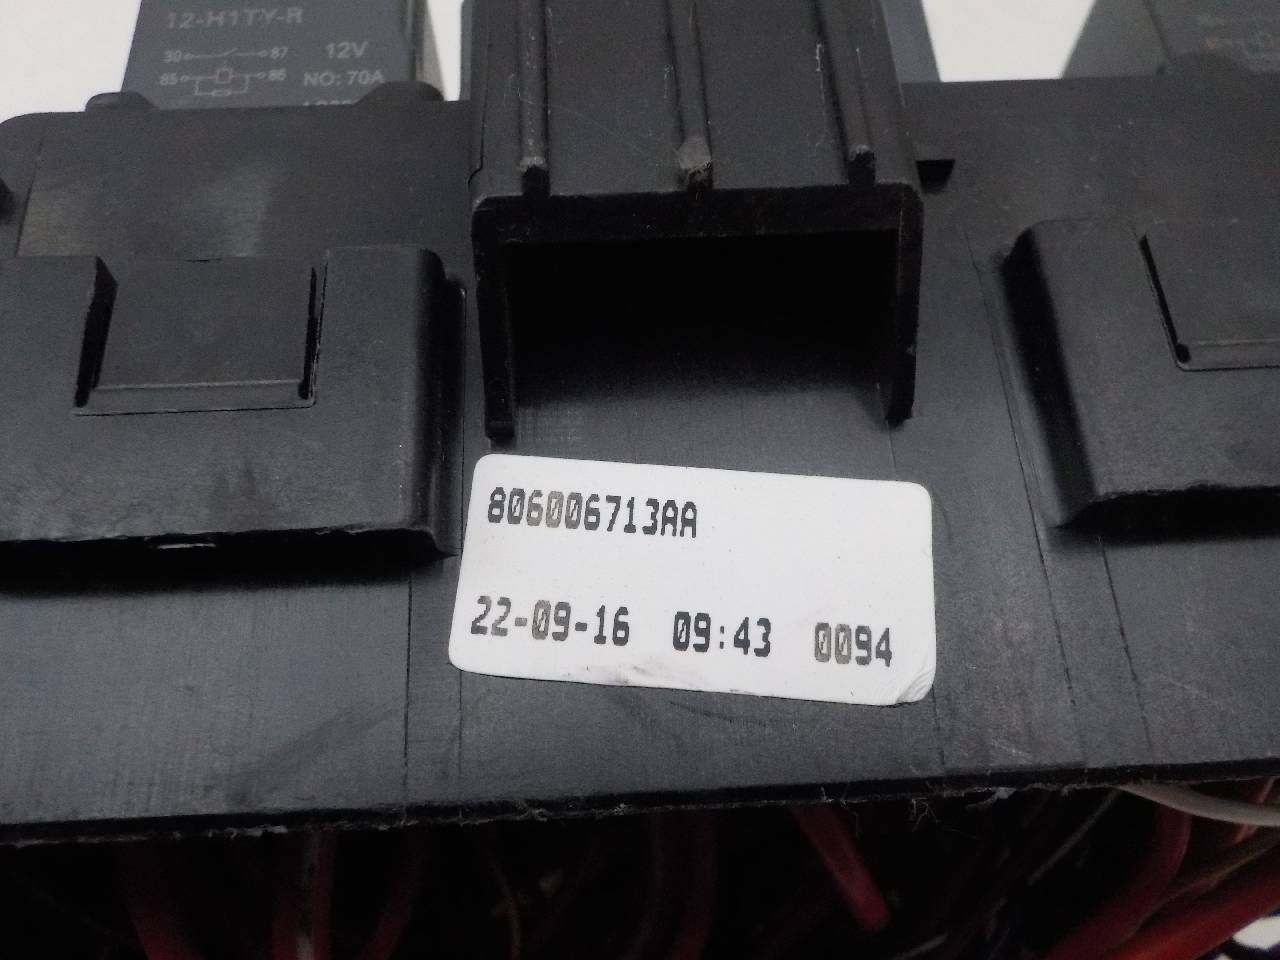 12-H1TY-R
30 87 12V
85 86 NO: 70A
806006713AA
22-09-16 09:43 0094